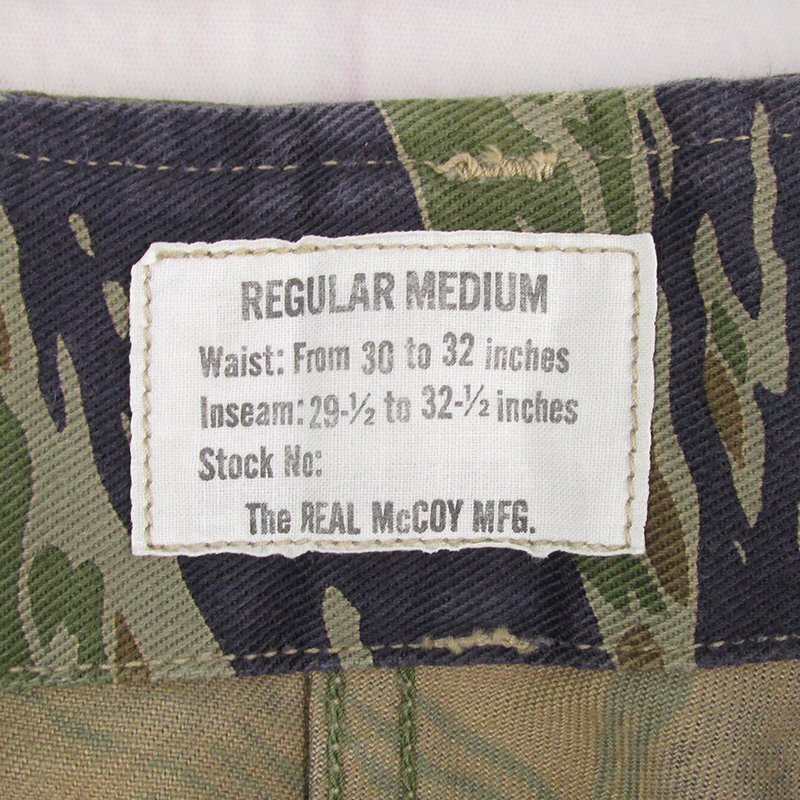 REGULAR MEDIUM
Waist: From 30 to 32 inches
Inseam: 29-½ to 32-½ inches
Stock No:
The REAL McCOY MFG.